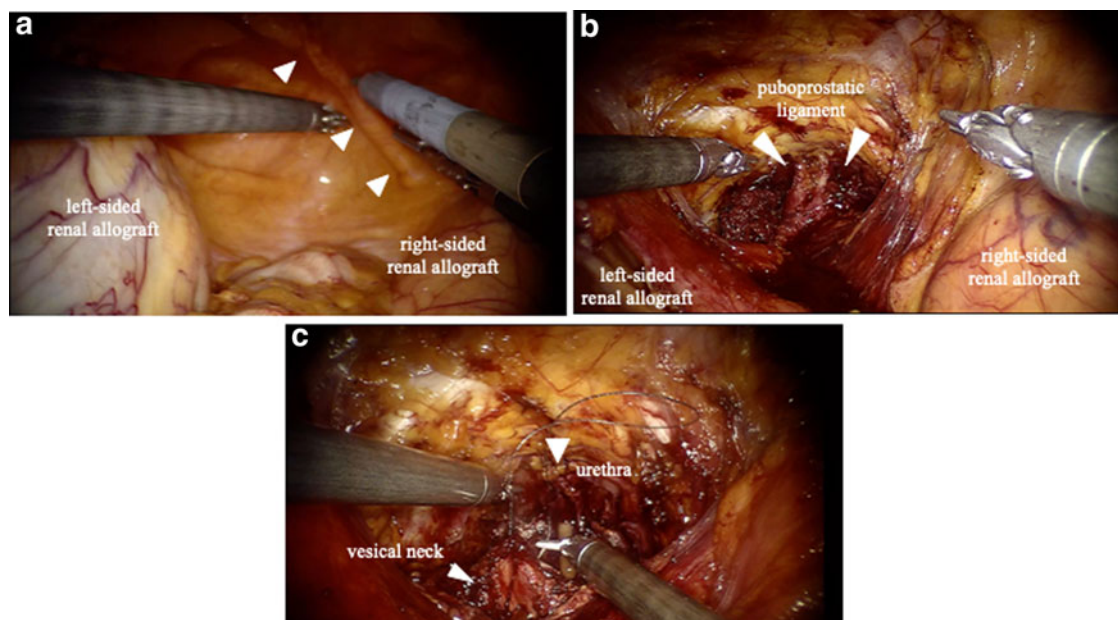 a
left-sided
renal allograft
right-sided
renal allograft
b
puboprostatic
ligament
left-sided
renal allograft
right-sided
renal allograft
c
urethra
vesical neck